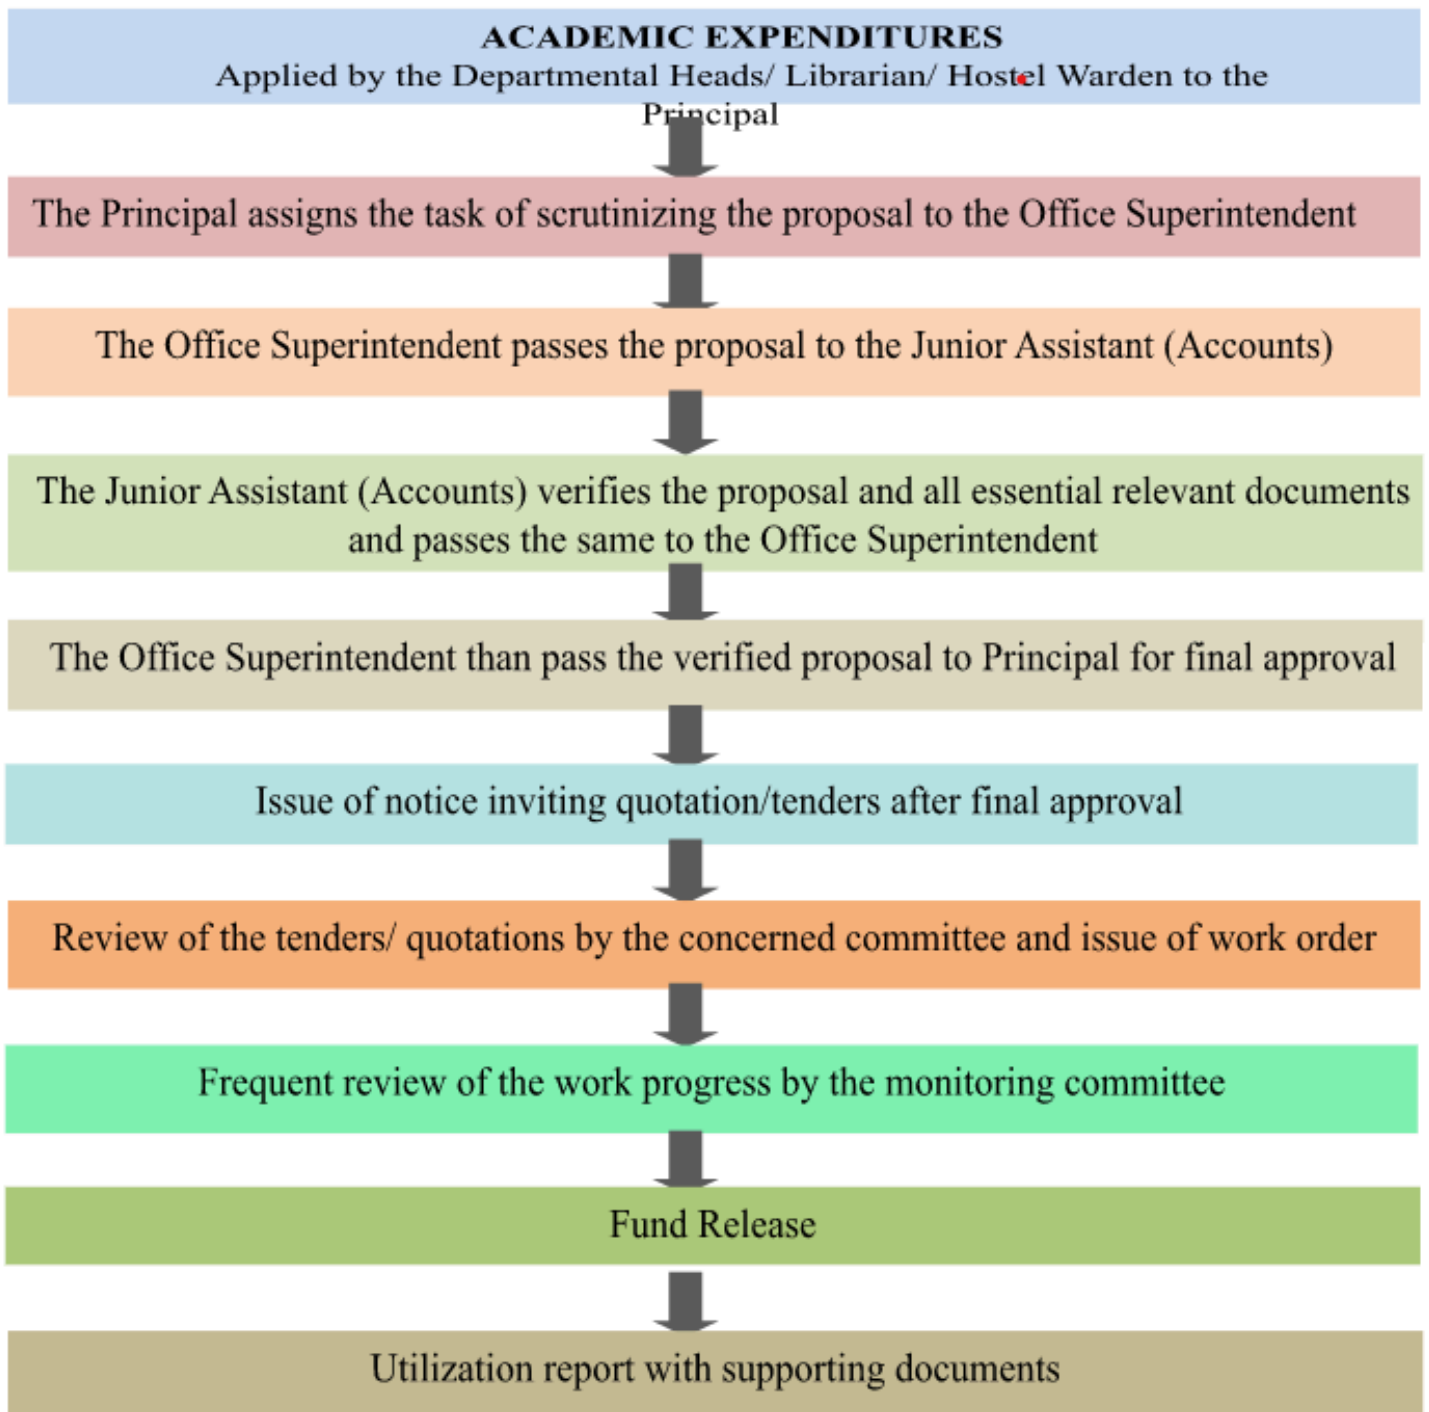 ACADEMIC EXPENDITURES
Applied by the Departmental Heads/ Librarian/ Hostel Warden to the
Principal
The Principal assigns the task of scrutinizing the proposal to the Office Superintendent
The Office Superintendent passes the proposal to the Junior Assistant (Accounts)
The Junior Assistant (Accounts) verifies the proposal and all essential relevant documents
and passes the same to the Office Superintendent
The Office Superintendent than pass the verified proposal to Principal for final approval
Issue of notice inviting quotation/tenders after final approval
Review of the tenders/ quotations by the concerned committee and issue of work order
Frequent review of the work progress by the monitoring committee
Fund Release
Utilization report with supporting documents